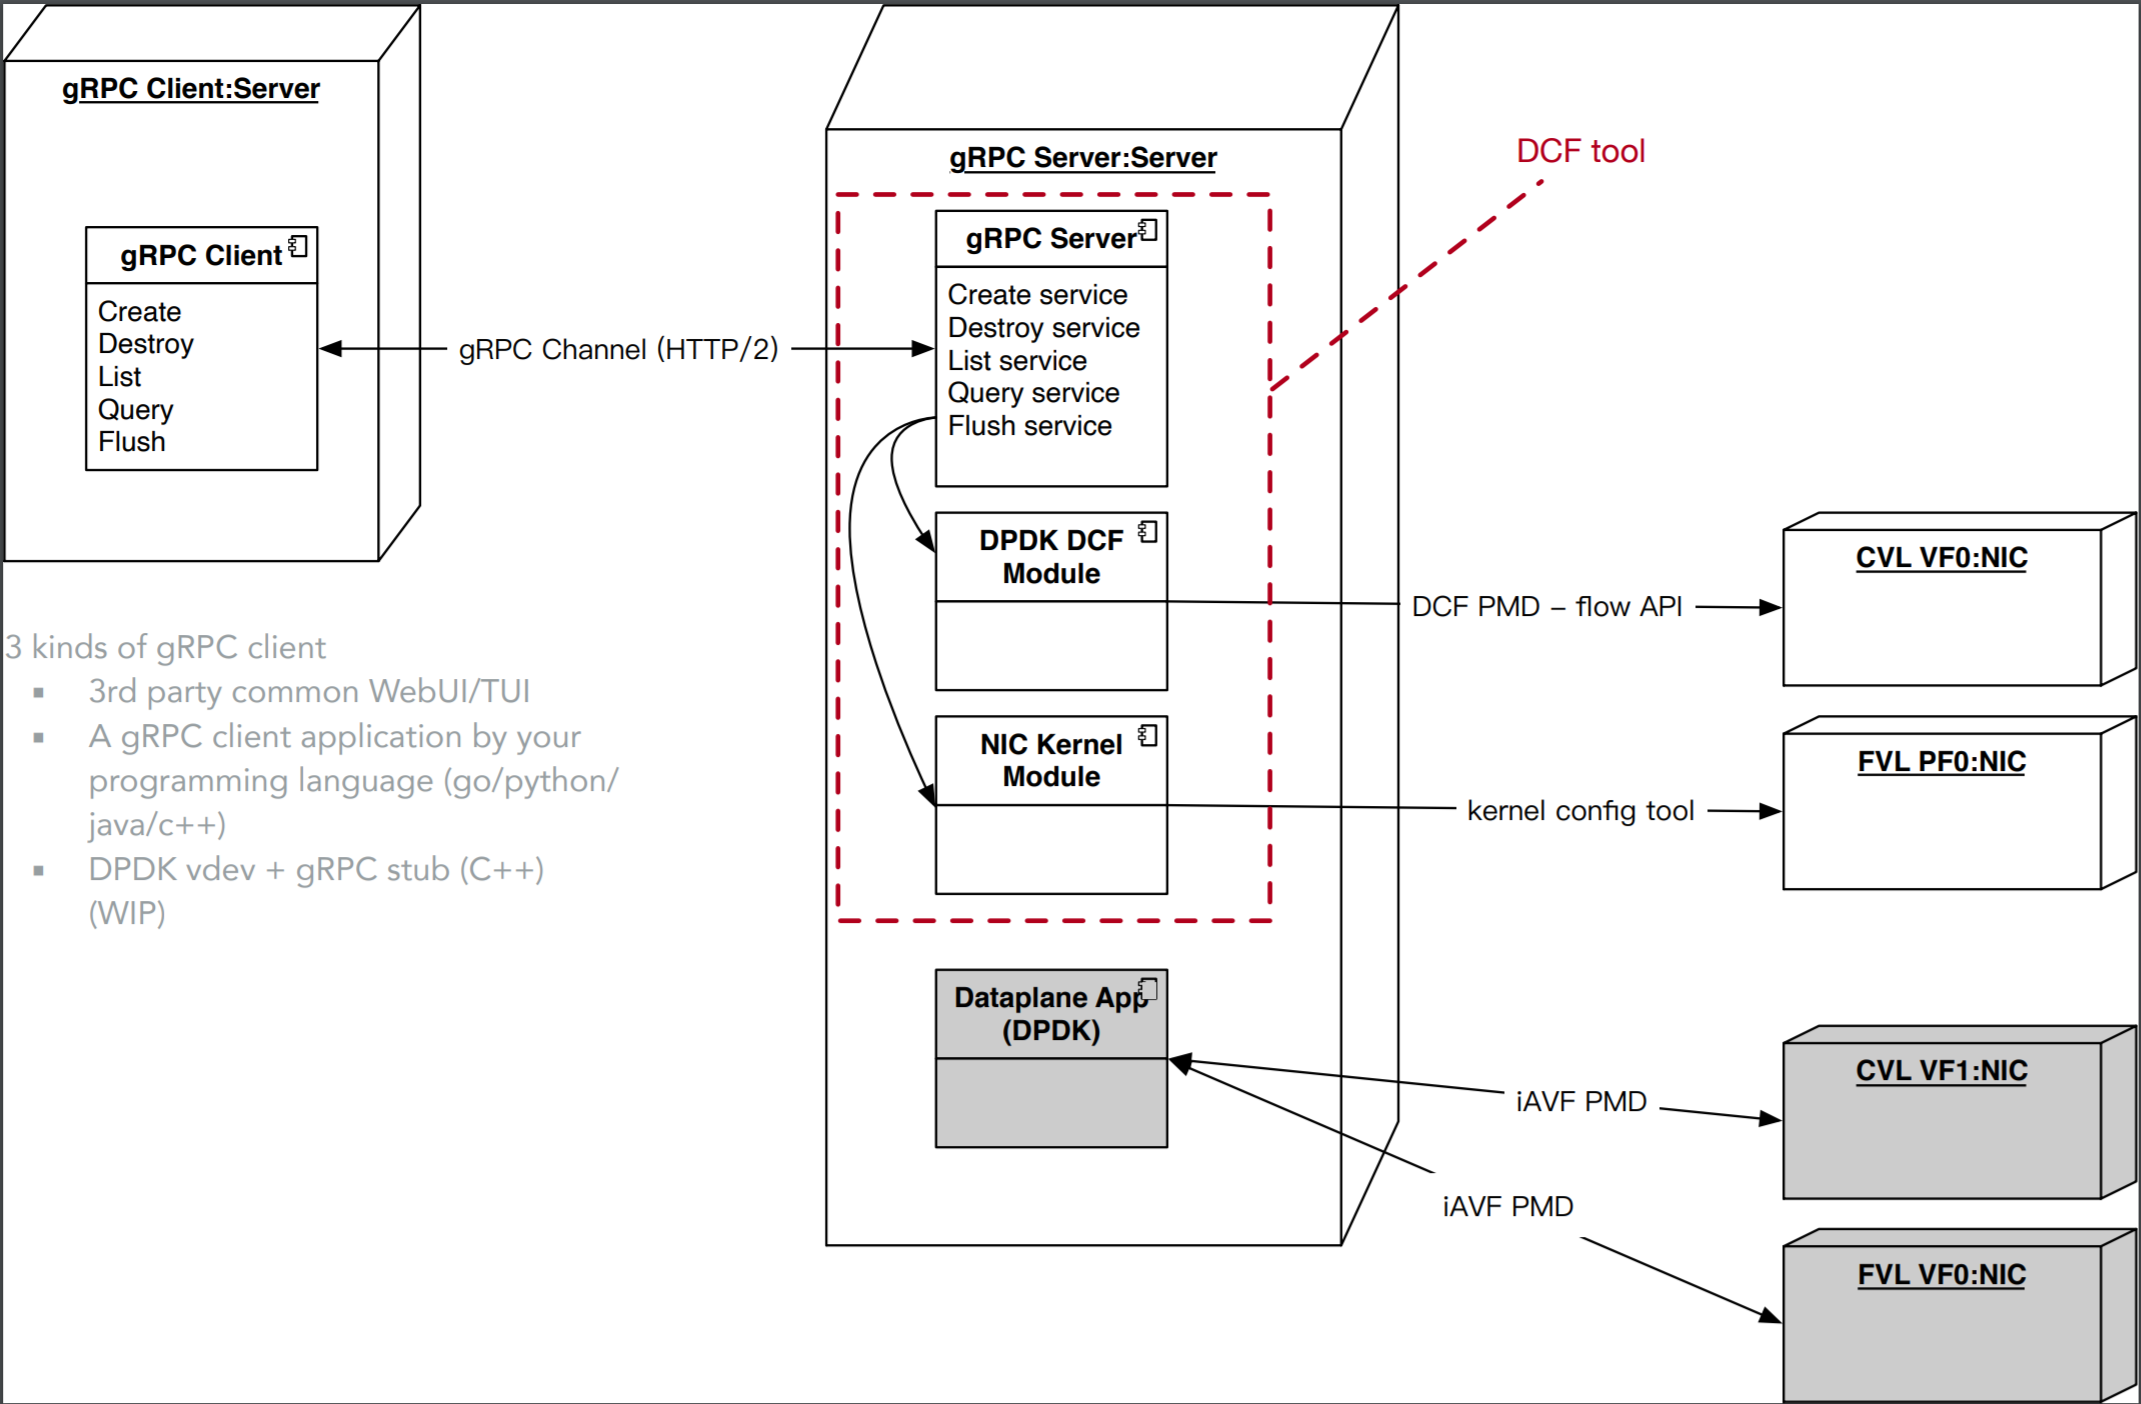 gRPC Client:Server
gRPC Client
Create
Destroy
List
Query
Flush
gRPC Channel (HTTP/2)
3 kinds of gRPC client
▪ 3rd party common WebUI/TUI
▪ A gRPC client application by your
programming language (go/python/
java/c++)
▪ DPDK vdev + gRPC stub (C++)
(WIP)
gRPC Server:Server
DCF tool
gRPC Server
Create service
Destroy service
List service
Query service
Flush service
DPDK DCF
Module
NIC Kernel
Module
Dataplane App
(DPDK)
DCF PMD – flow API
kernel config tool
iAVF PMD
iAVF PMD
CVL VF0:NIC
FVL PF0:NIC
CVL VF1:NIC
FVL VF0:NIC